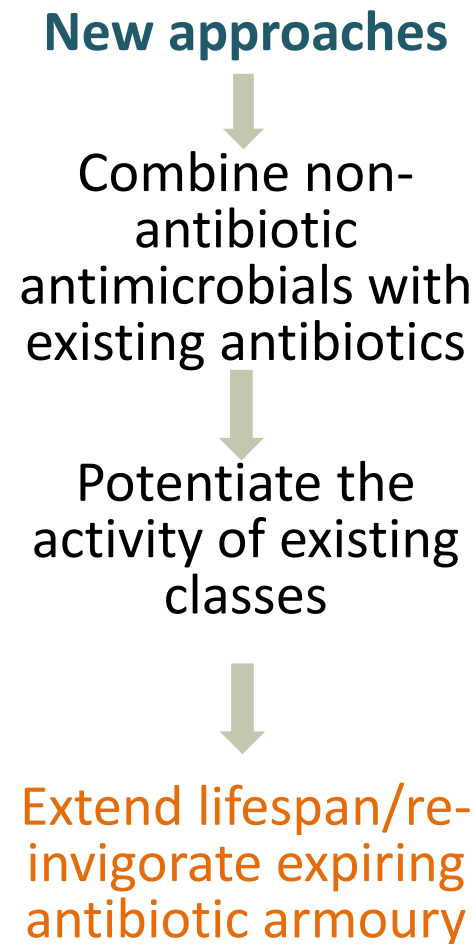 New approaches
Combine non-
antibiotic
antimicrobials with
existing antibiotics
Potentiate the
activity of existing
classes
Extend lifespan/re-
invigorate expiring
antibiotic armoury